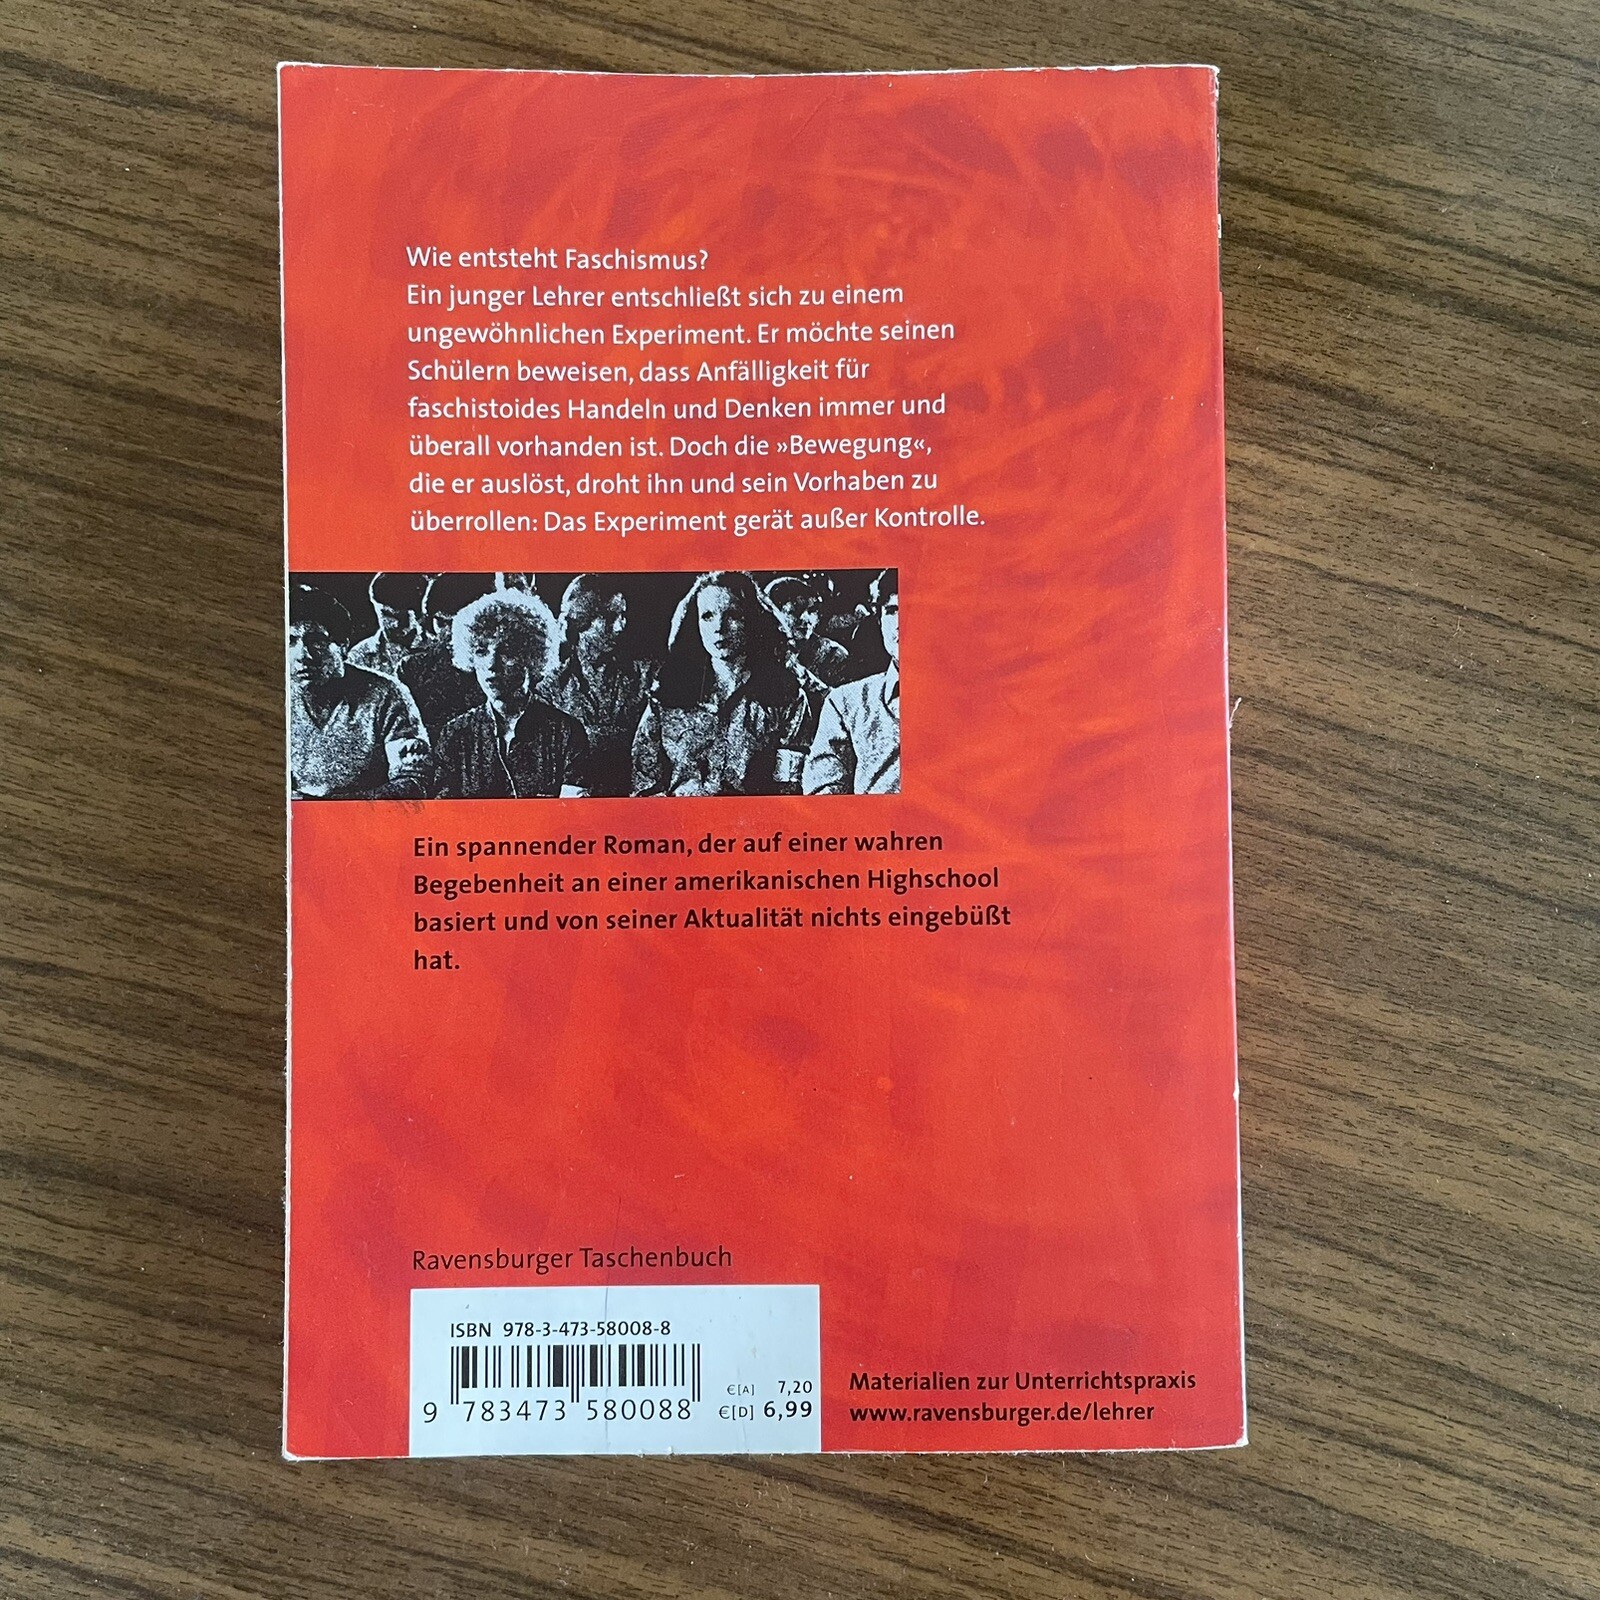 Wie entsteht Faschismus?
Ein junger Lehrer entschließt sich zu einem
ungewöhnlichen Experiment. Er möchte seinen
Schülern beweisen, dass Anfälligkeit für
faschistoides Handeln und Denken immer und
überall vorhanden ist. Doch die »Bewegung«,
die er auslöst, droht ihn und sein Vorhaben zu
überrollen: Das Experiment gerät außer Kontrolle.
Ein spannender Roman, der auf einer wahren
Begebenheit an einer amerikanischen Highschool
basiert und von seiner Aktualität nichts eingebüßt
hat.
Ravensburger Taschenbuch
ISBN 978-3-473-58008-8
€[A] 7,20
€[D] 6,99
9 783473 580088
Materialien zur Unterrichtspraxis
www.ravensburger.de/lehrer